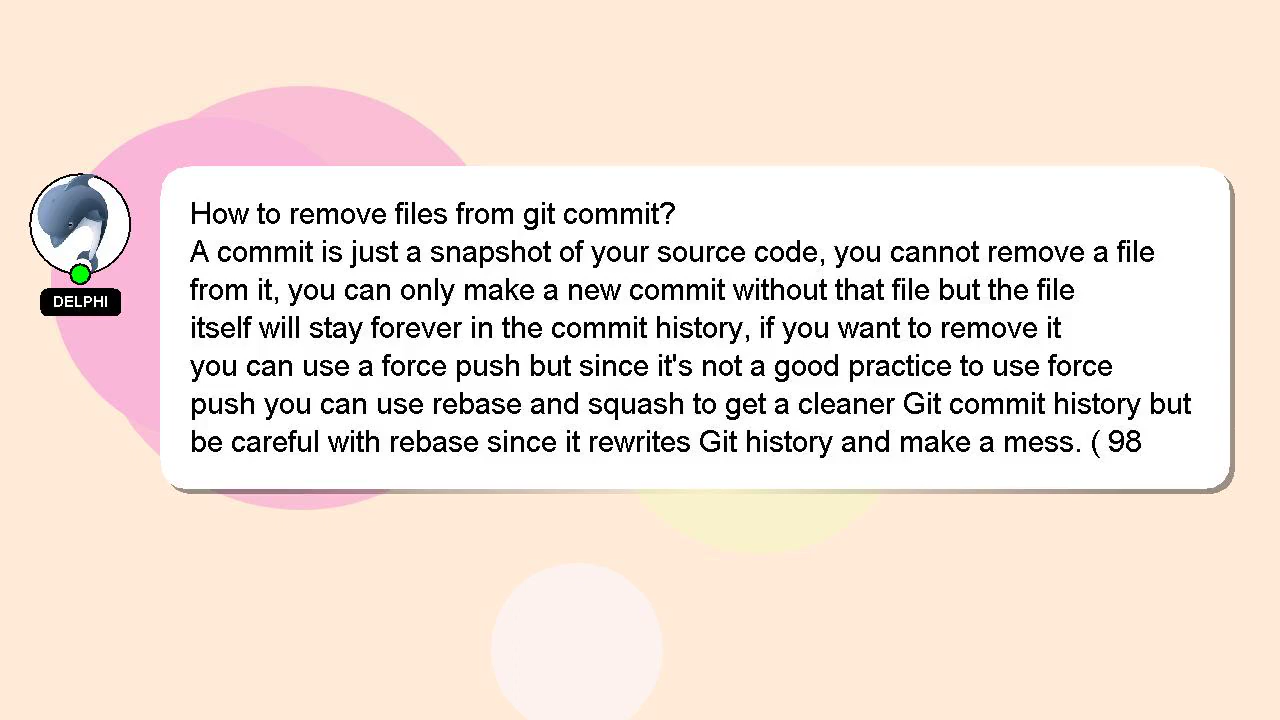 How to remove files from git commit?
A commit is just a snapshot of your source code, you cannot remove a file
from it, you can only make a new commit without that file but the file
itself will stay forever in the commit history, if you want to remove it
you can use a force push but since it's not a good practice to use force
push you can use rebase and squash to get a cleaner Git commit history but
be careful with rebase since it rewrites Git history and make a mess. ( 98
DELPHI